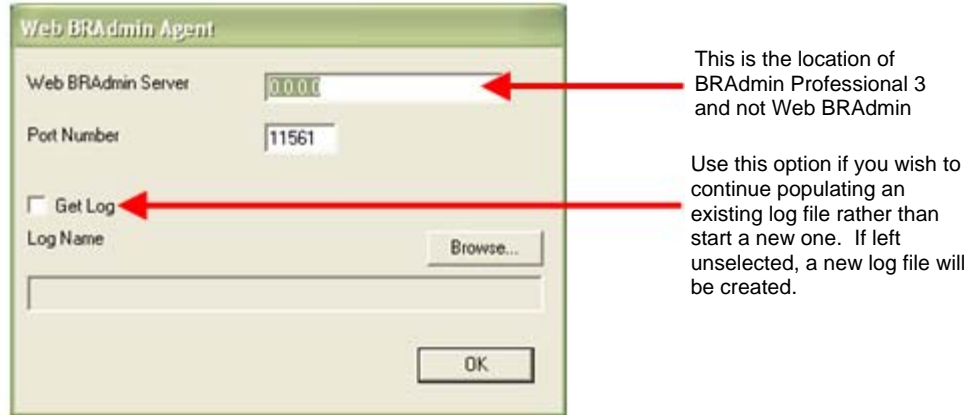 Web BRAdmin Agent
Web BRAdmin Server
0.0.0.0
This is the location of
BRAdmin Professional 3
and not Web BRAdmin
Port Number
11561
Use this option if you wish to
continue populating an
existing log file rather than
start a new one. If left
unselected, a new log file will
be created.
Get Log
Log Name
Browse...
OK